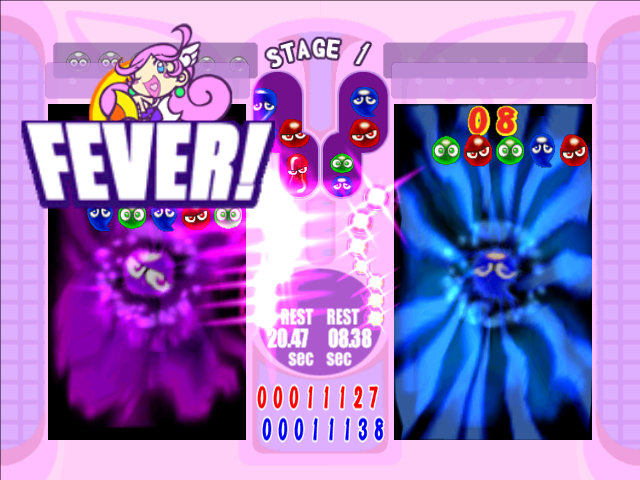 STAGE 1
FEVER!
08
REST REST
20.47 08.38
sec sec
00011127
00011138